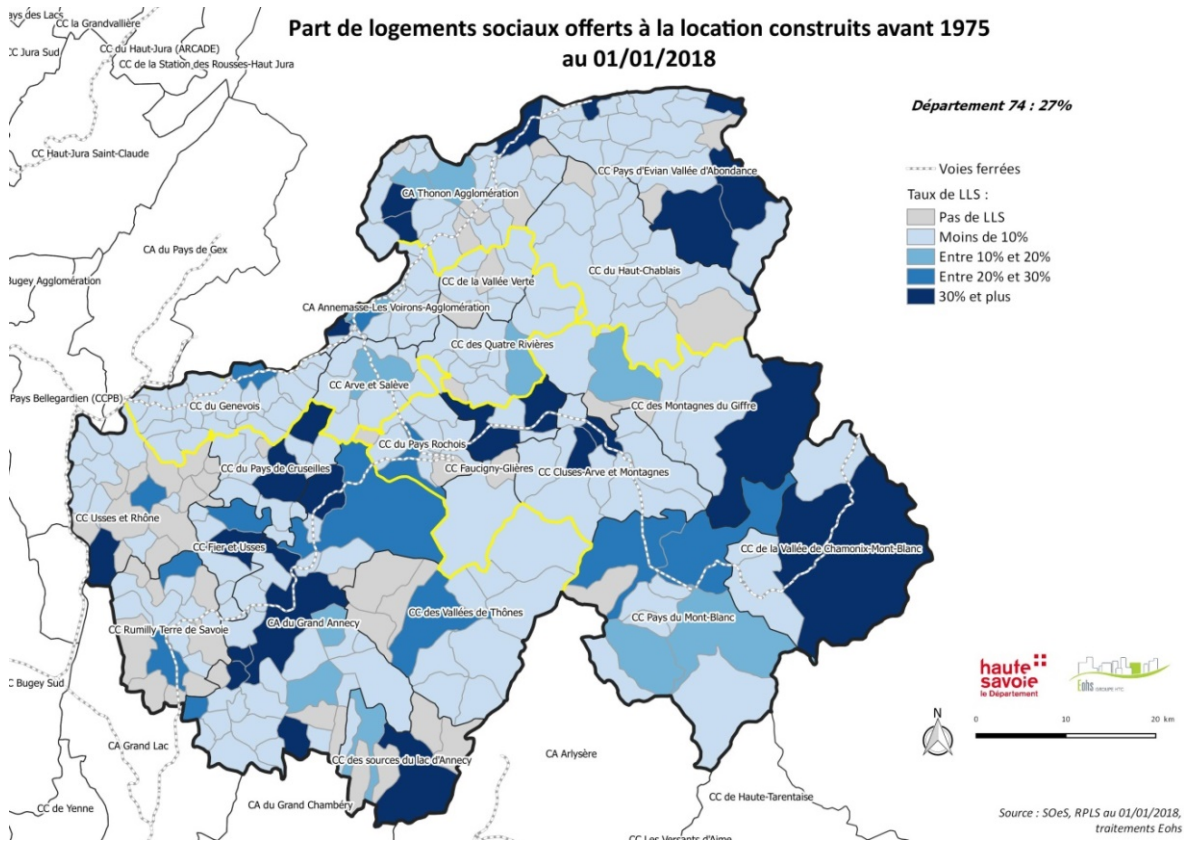 Part de logements sociaux offerts à la location construits avant 1975
au 01/01/2018
ays des Lacs
CC la Grandvallière
CC Jura Sud
CC du Haut-Jura (ARCADE)
CC de la Station des Rousses-Haut Jura
Département 74 : 27%
CC Haut-Jura Saint-Claude
Voies ferrées
Taux de LLS :
Pas de LLS
Moins de 10%
Entre 10% et 20%
Entre 20% et 30%
30% et plus
CC Pays d'Evian Vallée d'Abondance
CA Thonon Agglomération
CA du Pays de Gex
Bugey Agglomération
CC du Haut-Chablais
CC de la Vallée Verte
CA Annemasse-Les Voirons-Agglomération
CC des Quatre Rivières
CC Arve et Salève
Pays Bellegardien (CCPB)
CC du Genevois
CC des Montagnes du Giffre
CC du Pays Rochois
CC du Pays de Cruseilles
CC Faucigny-Glières
CC Cluses-Arve et Montagnes
CC Usses et Rhône
CC Fier et Usses
CC de la Vallée de Chamonix-Mont-Blanc
CC des Vallées de Thônes
CC Pays du Mont-Blanc
CC Rumilly Terre de Savoie
CA du Grand Annecy
C Bugey Sud
haute
savoie
le Département
Eohs GROUPE HTC
N
0 10 20 km
CA Grand Lac
CA Arlysère
CC des sources du lac d'Annecy
CC de Yenne
CA du Grand Chambéry
CC de Haute-Tarentaise
CC Les Versants d'Aime
Source : SOeS, RPLS au 01/01/2018,
traitements Eohs